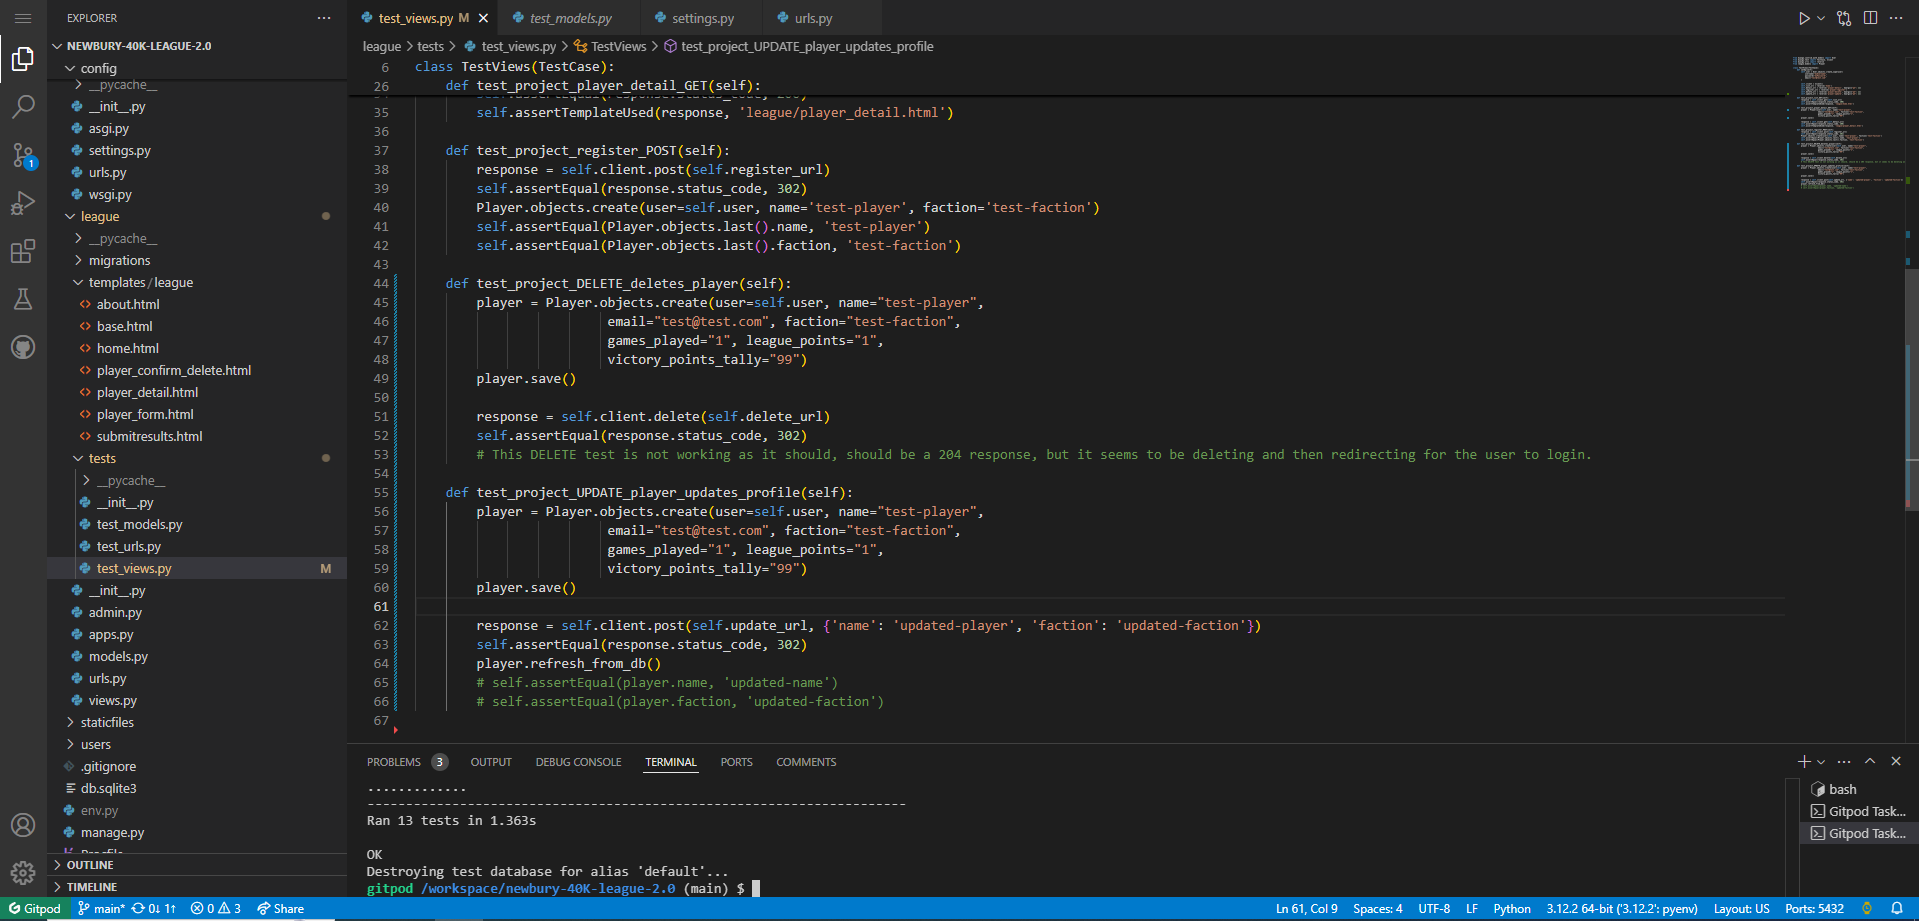 EXPLORER
NEWBURY-40K-LEAGUE-2.0
config
__pycache__
__init__.py
asgi.py
settings.py
urls.py
wsgi.py
league
__pycache__
migrations
templates/league
about.html
base.html
home.html
player_confirm_delete.html
player_detail.html
player_form.html
submitresults.html
tests
__pycache__
__init__.py
test_models.py
test_urls.py
test_views.py M
__init__.py
admin.py
apps.py
models.py
urls.py
views.py
staticfiles
users
.gitignore
db.sqlite3
env.py
manage.py
Procfile
OUTLINE
TIMELINE
1
test_views.py M
test_models.py
settings.py
urls.py
league > tests > test_views.py > TestViews > test_project_UPDATE_player_updates_profile
6 class TestViews(TestCase):
26 def test_project_player_detail_GET(self):
34 self.assertEqual(response.status_code, 200)
35 self.assertTemplateUsed(response, 'league/player_detail.html')
36
37 def test_project_register_POST(self):
38 response = self.client.post(self.register_url)
39 self.assertEqual(response.status_code, 302)
40 Player.objects.create(user=self.user, name='test-player', faction='test-faction')
41 self.assertEqual(Player.objects.last().name, 'test-player')
42 self.assertEqual(Player.objects.last().faction, 'test-faction')
43
44 def test_project_DELETE_deletes_player(self):
45 player = Player.objects.create(user=self.user, name="test-player",
46 email="test@test.com", faction="test-faction",
47 games_played="1", league_points="1",
48 victory_points_tally="99")
49 player.save()
50
51 response = self.client.delete(self.delete_url)
52 self.assertEqual(response.status_code, 302)
53 # This DELETE test is not working as it should, should be a 204 response, but it seems to be deleting and then redirecting for the user to login.
54
55 def test_project_UPDATE_player_updates_profile(self):
56 player = Player.objects.create(user=self.user, name="test-player",
57 email="test@test.com", faction="test-faction",
58 games_played="1", league_points="1",
59 victory_points_tally="99")
60 player.save()
61
62 response = self.client.post(self.update_url, {'name': 'updated-player', 'faction': 'updated-faction'})
63 self.assertEqual(response.status_code, 302)
64 player.refresh_from_db()
65 # self.assertEqual(player.name, 'updated-name')
66 # self.assertEqual(player.faction, 'updated-faction')
67
PROBLEMS 3 OUTPUT DEBUG CONSOLE TERMINAL PORTS COMMENTS
.............
----------------------------------------------------------------------
Ran 13 tests in 1.363s
OK
Destroying test database for alias 'default'...
gitpod /workspace/newbury-40K-league-2.0 (main) $
bash
Gitpod Task...
Gitpod Task...
Gitpod main* 0↓ 1↑ 0 3 Share
Ln 61, Col 9 Spaces: 4 UTF-8 LF Python 3.12.2 64-bit ('3.12.2': pyenv) Layout: US Ports: 5432